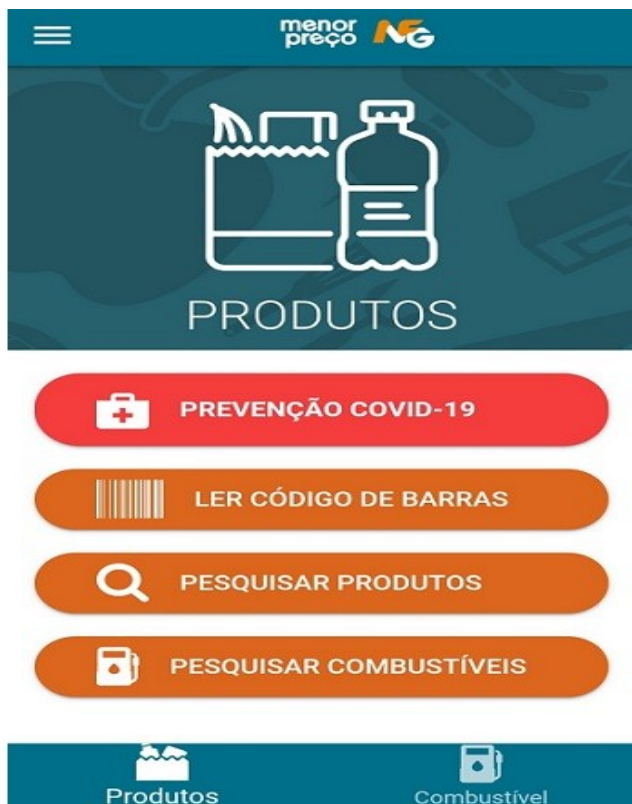 menor
preço NFG
PRODUTOS
PREVENÇÃO COVID-19
LER CÓDIGO DE BARRAS
PESQUISAR PRODUTOS
PESQUISAR COMBUSTÍVEIS
Produtos Combustível